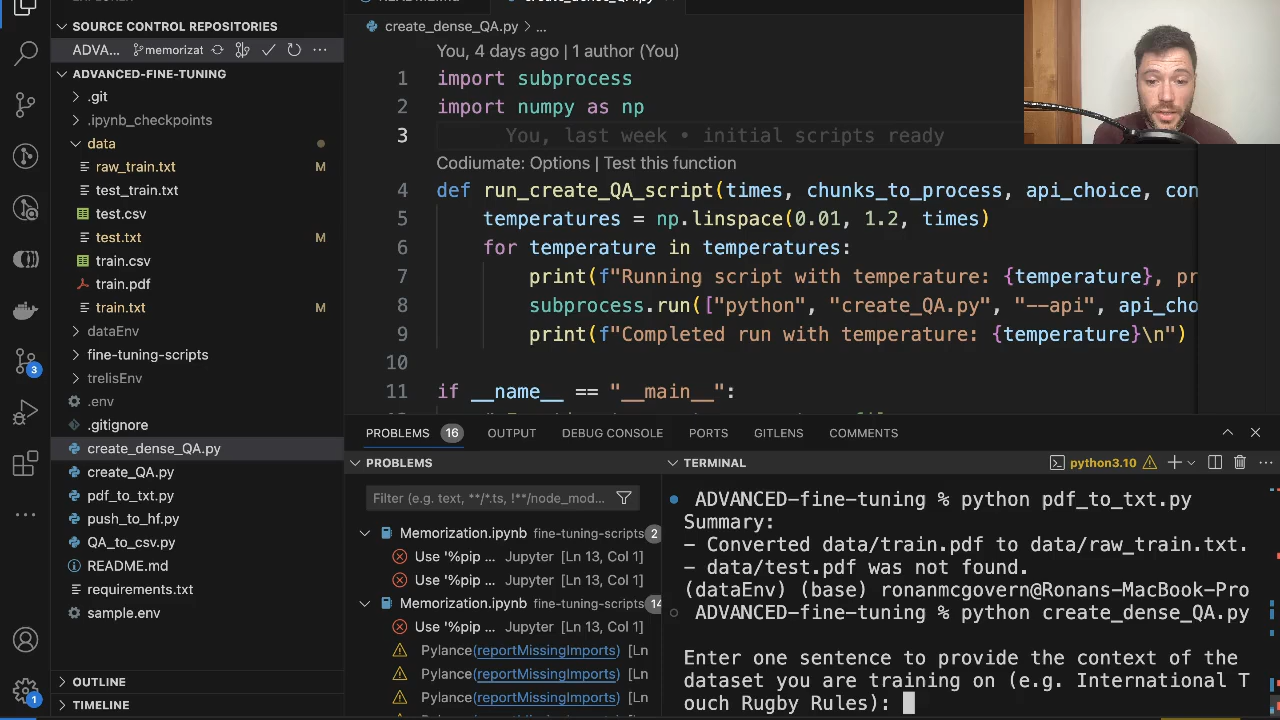 SOURCE CONTROL REPOSITORIES
ADVA... memorizat
ADVANCED-FINE-TUNING
.git
.ipynb_checkpoints
data
raw_train.txt M
test_train.txt
test.csv
test.txt M
train.csv
train.pdf
train.txt M
dataEnv
fine-tuning-scripts
trelisEnv
.env
.gitignore
create_dense_QA.py
create_QA.py
pdf_to_txt.py
push_to_hf.py
QA_to_csv.py
README.md
requirements.txt
sample.env
OUTLINE
TIMELINE
3
1
create_dense_QA.py > ...
You, 4 days ago | 1 author (You)
1 import subprocess
2 import numpy as np
3 You, last week • initial scripts ready
Codiumate: Options | Test this function
4 def run_create_QA_script(times, chunks_to_process, api_choice, con
5 temperatures = np.linspace(0.01, 1.2, times)
6 for temperature in temperatures:
7 print(f"Running script with temperature: {temperature}, pr
8 subprocess.run(["python", "create_QA.py", "--api", api_cho
9 print(f"Completed run with temperature: {temperature}\n")
10
11 if __name__ == "__main__":
PROBLEMS 16 OUTPUT DEBUG CONSOLE PORTS GITLENS COMMENTS
PROBLEMS
Filter (e.g. text, **/*.ts, !**/node_mod...
Memorization.ipynb fine-tuning-scripts 2
Use '%pip ... Jupyter [Ln 13, Col 1]
Use '%pip ... Jupyter [Ln 13, Col 1]
Memorization.ipynb fine-tuning-scripts 14
Use '%pip ... Jupyter [Ln 13, Col 1]
Pylance(reportMissingImports) [Ln
Pylance(reportMissingImports) [Ln
Pylance(reportMissingImports) [Ln
TERMINAL python3.10
ADVANCED-fine-tuning % python pdf_to_txt.py
Summary:
- Converted data/train.pdf to data/raw_train.txt.
- data/test.pdf was not found.
(dataEnv) (base) ronanmcgovern@Ronans-MacBook-Pro
ADVANCED-fine-tuning % python create_dense_QA.py
Enter one sentence to provide the context of the
dataset you are training on (e.g. International T
ouch Rugby Rules):